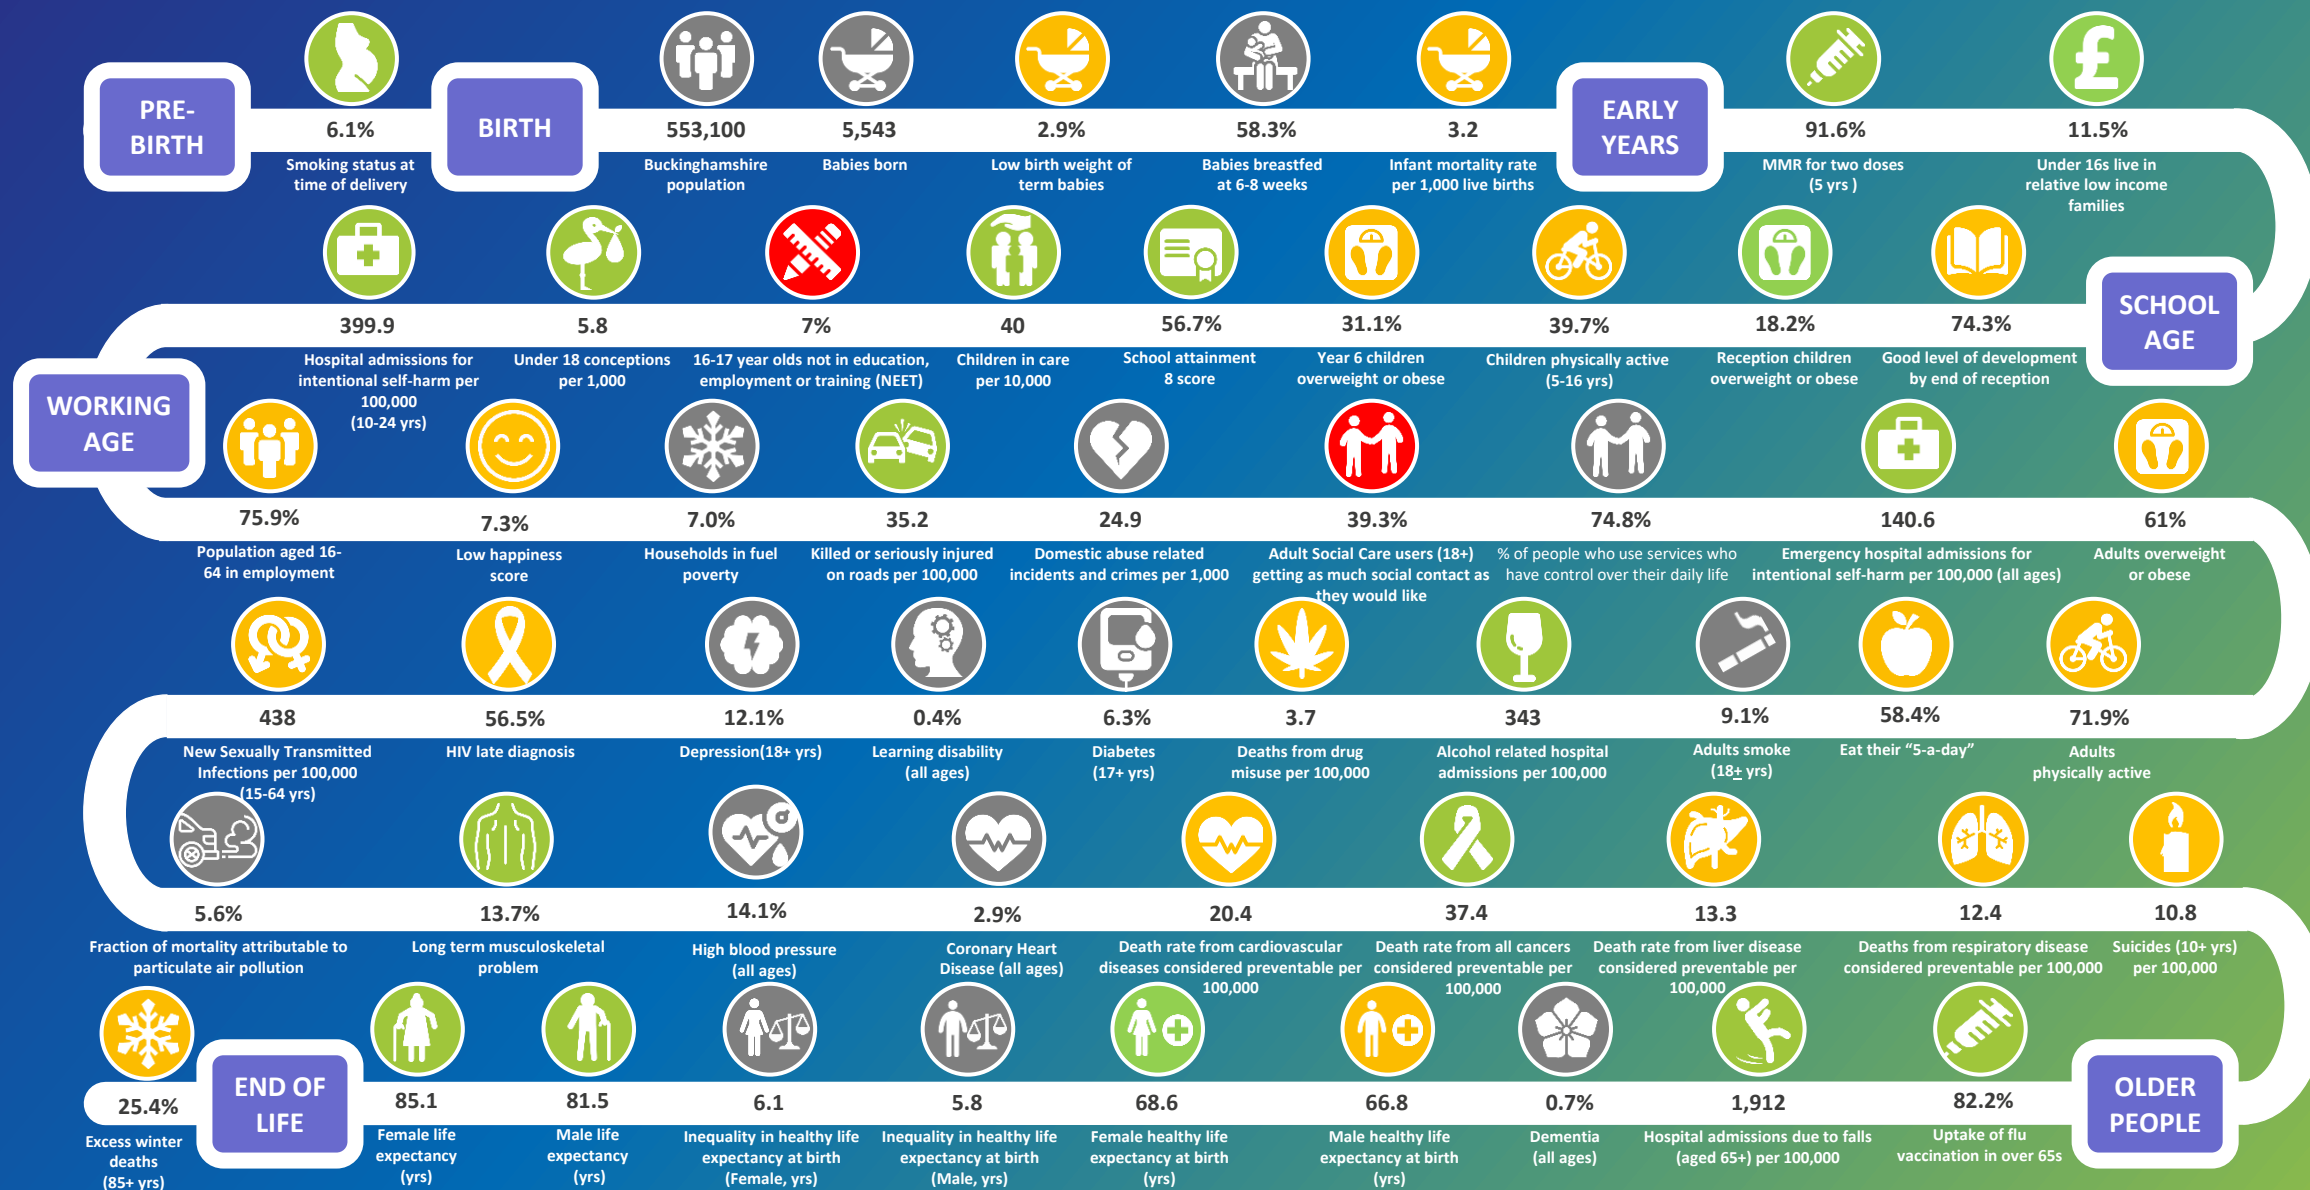 PRE-
BIRTH
6.1%
Smoking status at
time of delivery
BIRTH
553,100
Buckinghamshire
population
5,543
Babies born
2.9%
Low birth weight of
term babies
58.3%
Babies breastfed
at 6-8 weeks
3.2
Infant mortality rate
per 1,000 live births
EARLY
YEARS
91.6%
MMR for two doses
(5 yrs )
£
11.5%
Under 16s live in
relative low income
families
SCHOOL
AGE
399.9
Hospital admissions for
intentional self-harm per
100,000
(10-24 yrs)
5.8
Under 18 conceptions
per 1,000
7%
16-17 year olds not in education,
employment or training (NEET)
40
Children in care
per 10,000
56.7%
School attainment
8 score
31.1%
Year 6 children
overweight or obese
39.7%
Children physically active
(5-16 yrs)
18.2%
Reception children
overweight or obese
74.3%
Good level of development
by end of reception
WORKING
AGE
75.9%
Population aged 16-
64 in employment
7.3%
Low happiness
score
7.0%
Households in fuel
poverty
35.2
Killed or seriously injured
on roads per 100,000
24.9
Domestic abuse related
incidents and crimes per 1,000
39.3%
Adult Social Care users (18+)
getting as much social contact as
they would like
74.8%
% of people who use services who
have control over their daily life
140.6
Emergency hospital admissions for
intentional self-harm per 100,000 (all ages)
61%
Adults overweight
or obese
438
New Sexually Transmitted
Infections per 100,000
(15-64 yrs)
56.5%
HIV late diagnosis
12.1%
Depression(18+ yrs)
0.4%
Learning disability
(all ages)
6.3%
Diabetes
(17+ yrs)
3.7
Deaths from drug
misuse per 100,000
343
Alcohol related hospital
admissions per 100,000
9.1%
Adults smoke
(18+ yrs)
58.4%
Eat their “5-a-day”
71.9%
Adults
physically active
5.6%
Fraction of mortality attributable to
particulate air pollution
13.7%
Long term musculoskeletal
problem
14.1%
High blood pressure
(all ages)
2.9%
Coronary Heart
Disease (all ages)
20.4
Death rate from cardiovascular
diseases considered preventable per
100,000
37.4
Death rate from all cancers
considered preventable per
100,000
13.3
Death rate from liver disease
considered preventable per
100,000
12.4
Deaths from respiratory disease
considered preventable per 100,000
10.8
Suicides (10+ yrs)
per 100,000
25.4%
Excess winter
deaths
(85+ yrs)
END OF
LIFE
85.1
Female life
expectancy
(yrs)
81.5
Male life
expectancy
(yrs)
6.1
Inequality in healthy life
expectancy at birth
(Female, yrs)
5.8
Inequality in healthy life
expectancy at birth
(Male, yrs)
68.6
Female healthy life
expectancy at birth
(yrs)
66.8
Male healthy life
expectancy at birth
(yrs)
0.7%
Dementia
(all ages)
1,912
Hospital admissions due to falls
(aged 65+) per 100,000
82.2%
Uptake of flu
vaccination in over 65s
OLDER
PEOPLE